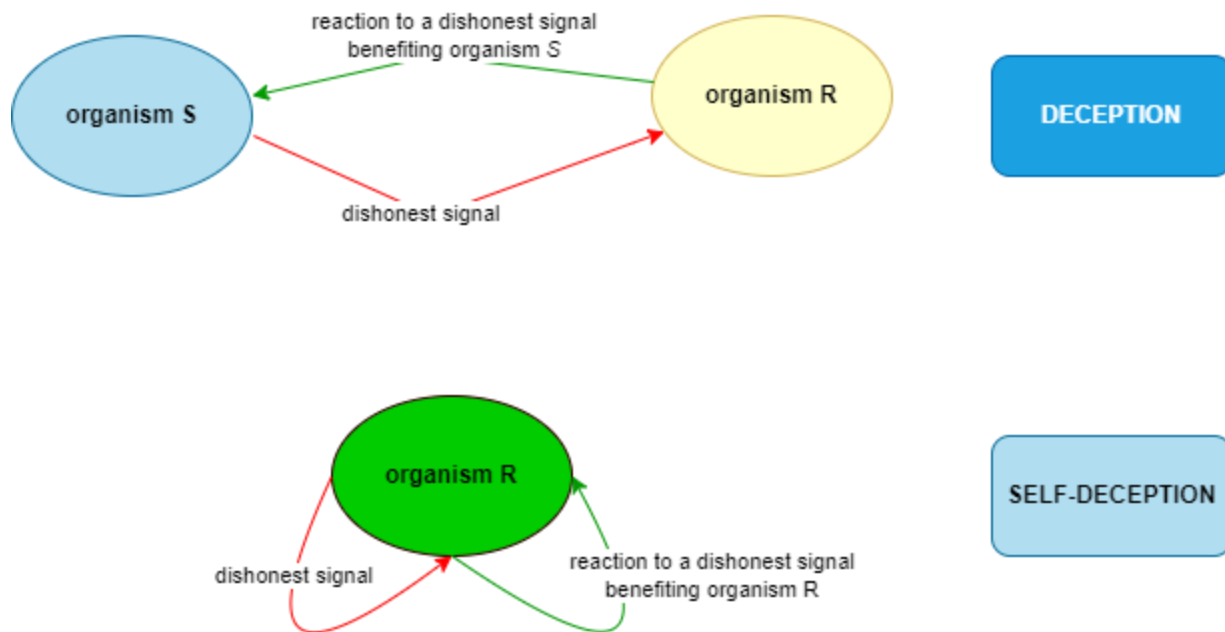 reaction to a dishonest signal
benefiting organism S
organism S
organism R
DECEPTION
dishonest signal
organism R
SELF-DECEPTION
dishonest signal
reaction to a dishonest signal
benefiting organism R